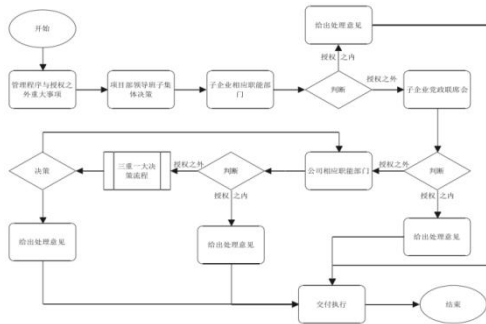 给出处理意见
开始
授权之内
授权之外
管理程序与授权之
外重大事项
项目部领导班子集
体决策
子企业相应职能部
门
判断
子企业党政联席会
决策
三重一大决
策流程
授权之外
判断
公司相应职能部门
授权之外
判断
授权之内
授权之内
给出处理意见
给出处理意见
给出处理意见
交付执行
结束